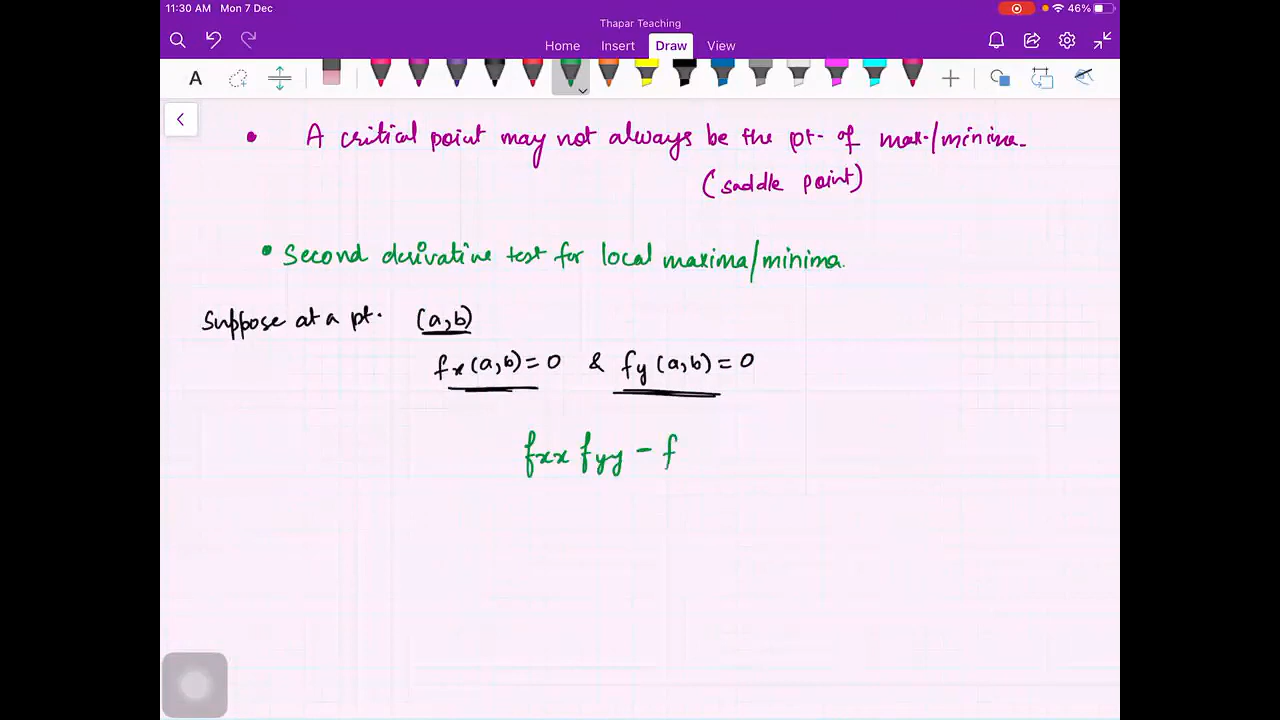 11:30 AM Mon 7 Dec
46%
Thapar Teaching
Home Insert Draw View
A
• A critical point may not always be the pt. of max./minima.
(saddle point)
• Second derivative test for local maxima/minima.
Suppose at a pt. (a,b)
fx(a,b)=0 & fy(a,b)=0
fxx fyy - f